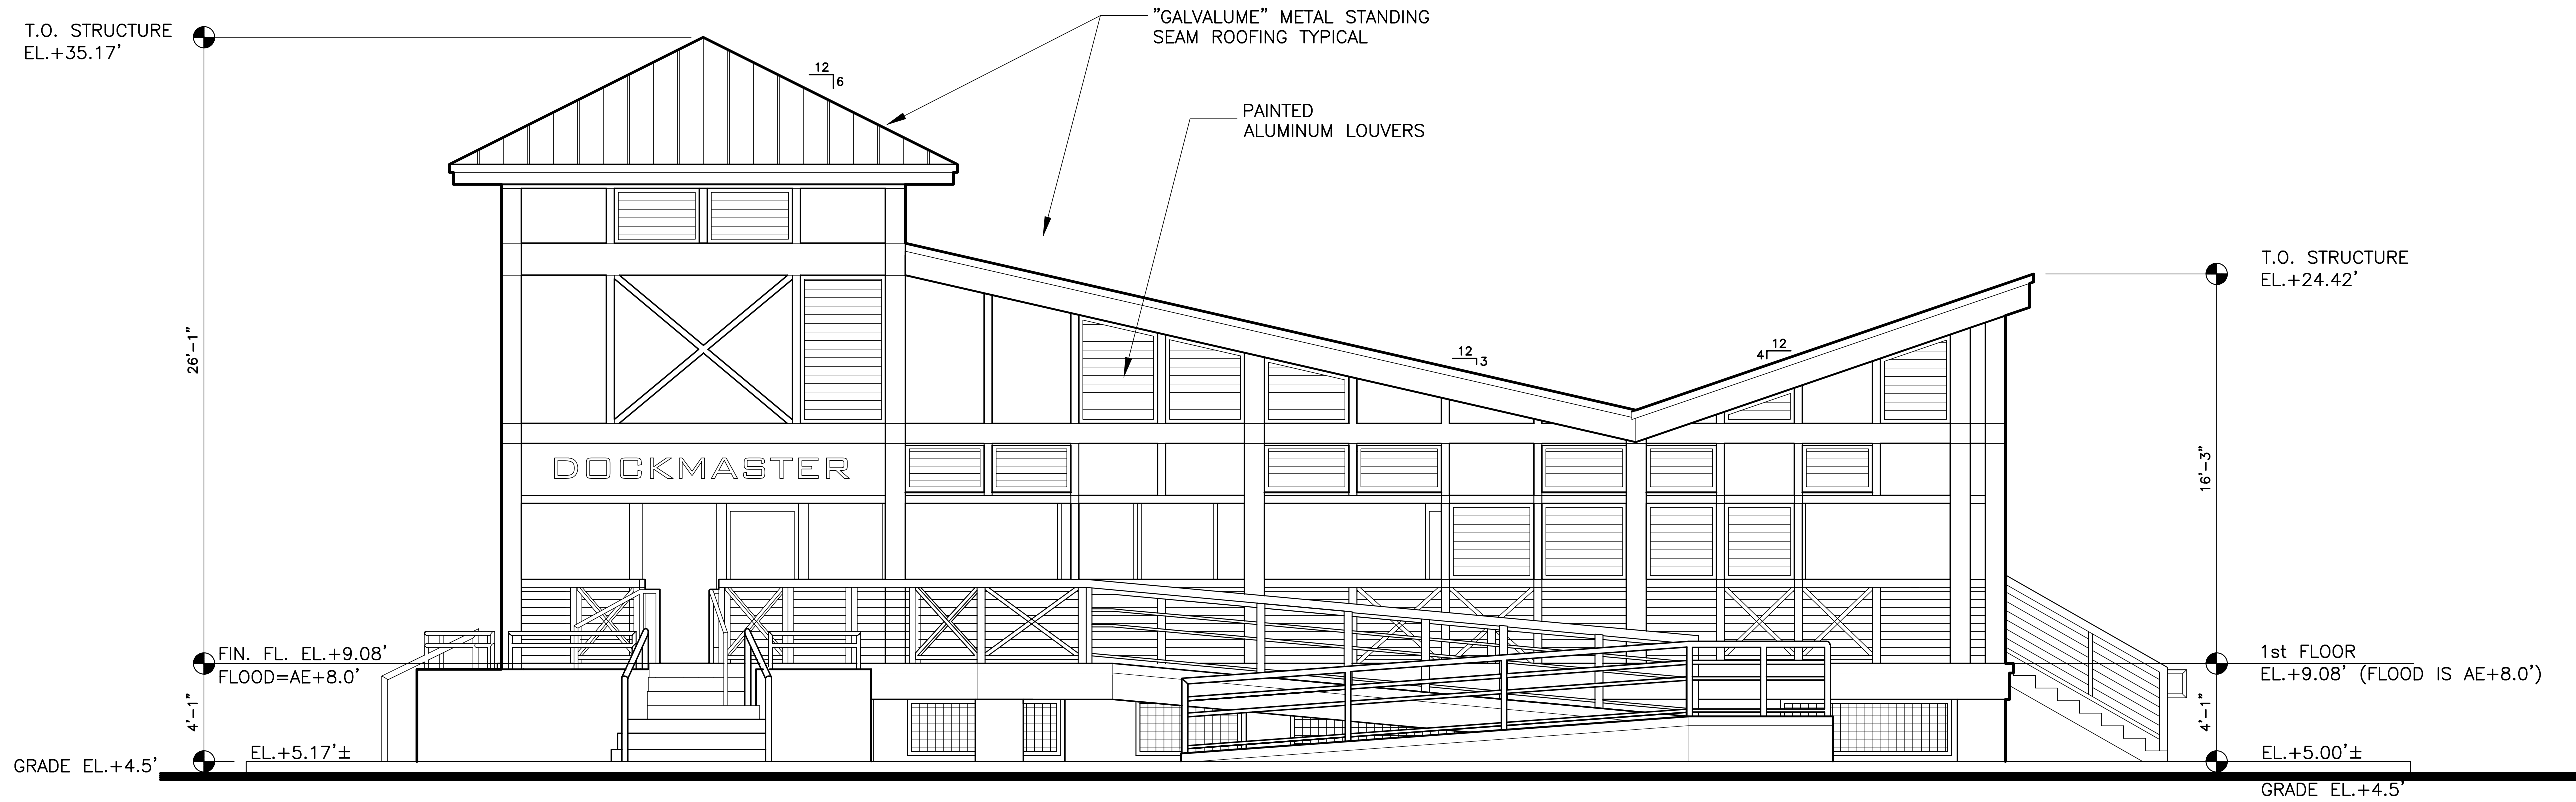 T.O. STRUCTURE
EL.+35.17'
"GALVALUME" METAL STANDING
SEAM ROOFING TYPICAL
12
6
PAINTED
ALUMINUM LOUVERS
T.O. STRUCTURE
EL.+24.42'
26'-1"
12
3
12
4
16'-3"
DOCKMASTER
FIN. FL. EL.+9.08'
FLOOD=AE+8.0'
1st FLOOR
EL.+9.08' (FLOOD IS AE+8.0')
4'-1"
4'-1"
EL.+5.17'±
GRADE EL.+4.5'
EL.+5.00'±
GRADE EL.+4.5'